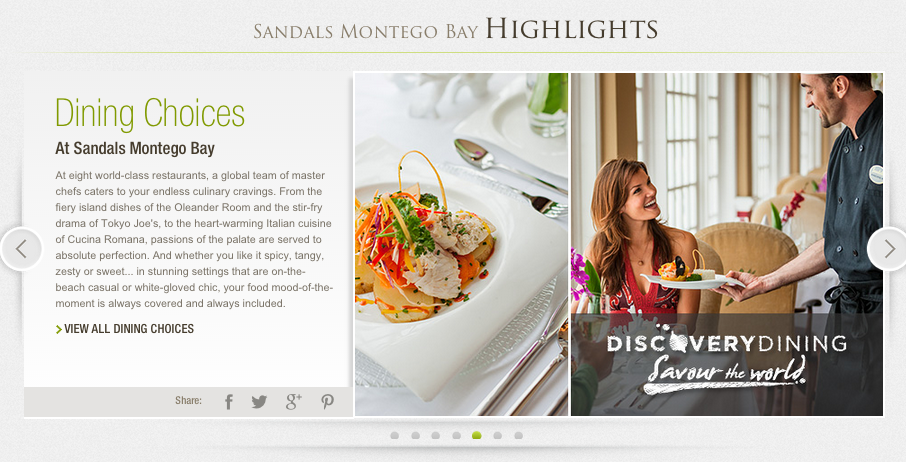 Sandals Montego Bay Highlights
Dining Choices
At Sandals Montego Bay
At eight world-class restaurants, a global team of master
chefs caters to your endless culinary cravings. From the
fiery island dishes of the Oleander Room and the stir-fry
drama of Tokyo Joe's, to the heart-warming Italian cuisine
of Cucina Romana, passions of the palate are served to
absolute perfection. And whether you like it spicy, tangy,
zesty or sweet... in stunning settings that are on-the-
beach casual or white-gloved chic, your food mood-of-the-
moment is always covered and always included.
VIEW ALL DINING CHOICES
Share:
DISCOVERYDINING
Savour the world